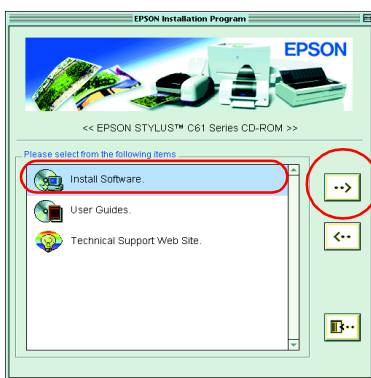 EPSON Installation Program
EPSON
<< EPSON STYLUS™ C61 Series CD-ROM >>
Please select from the following items
Install Software.
User Guides.
Technical Support Web Site.